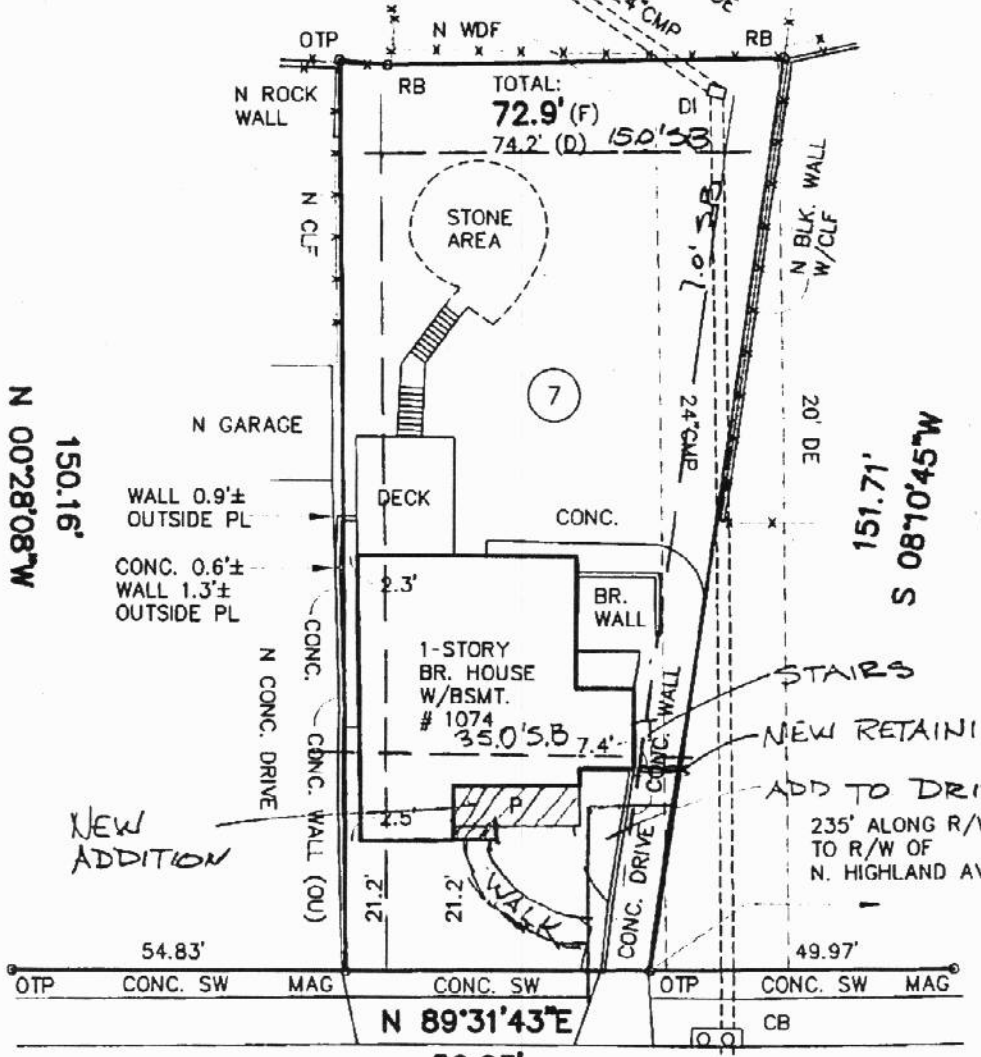 24"CMP
DE
OTP
N WDF
RB
RB
N ROCK
WALL
TOTAL:
72.9' (F)
74.2' (D)
15.0' SB
DI
N CLF
STONE
AREA
7.0' S.B
N BLK. WALL
W/CLF
7
24"CMP
20' DE
N GARAGE
150.16'
N 00°28'08"W
151.71'
S 08°10'45"W
WALL 0.9'±
OUTSIDE PL
DECK
CONC.
CONC. 0.6'±
WALL 1.3'±
OUTSIDE PL
2.3'
BR.
WALL
1-STORY
BR. HOUSE
W/BSMT.
# 1074
35.0' S.B
7.4'
CONC.
N CONC. DRIVE
CONC. WALL (OU)
CONC. WALL
STAIRS
NEW RETAINI
ADD TO DRI
235' ALONG R/W
TO R/W OF
N. HIGHLAND AV
NEW
ADDITION
2.5'
P
21.2'
21.2'
WALK
CONC. DRIVE
54.83'
49.97'
OTP
CONC. SW
MAG
CONC. SW
OTP
CONC. SW
MAG
N 89°31'43"E
CB